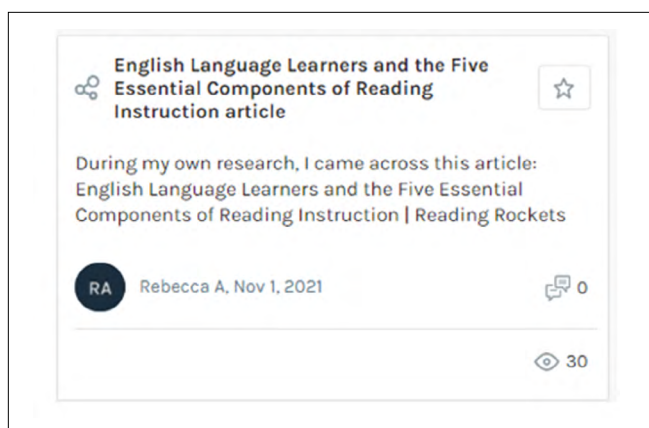 English Language Learners and the Five
Essential Components of Reading
Instruction article
During my own research, I came across this article:
English Language Learners and the Five Essential
Components of Reading Instruction | Reading Rockets
RA
Rebecca A, Nov 1, 2021
0
30